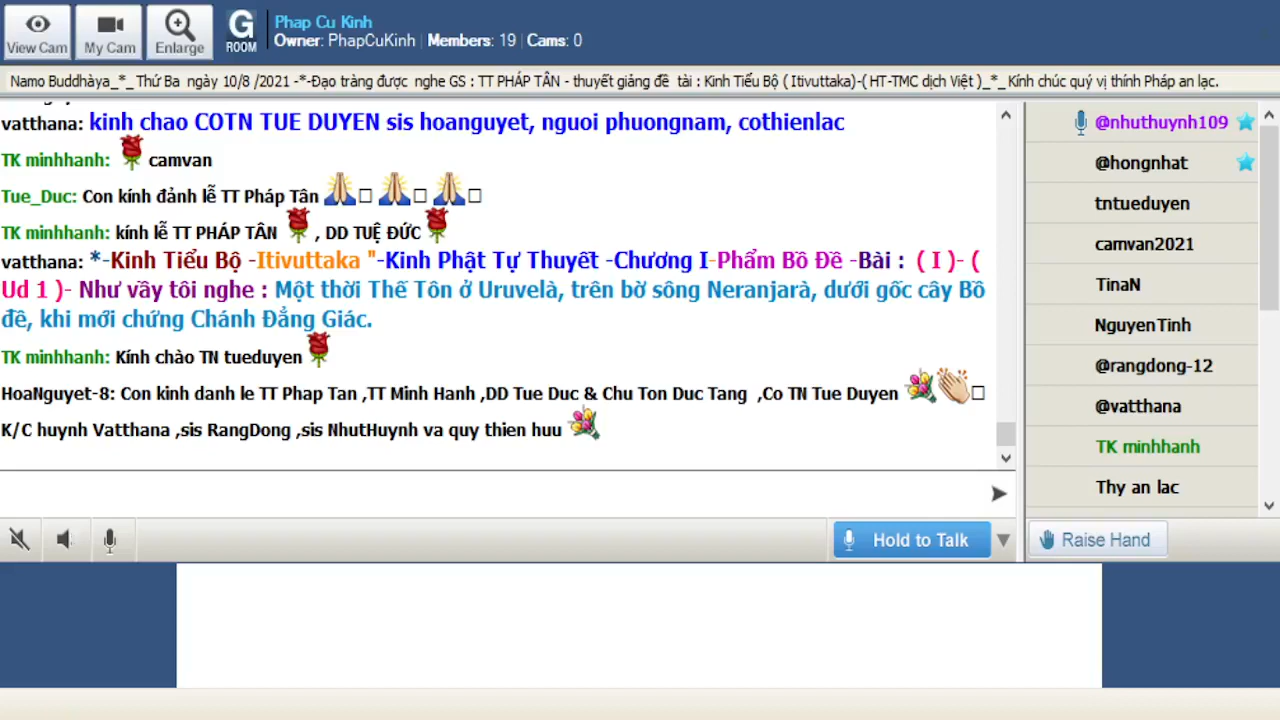 Phap Cu Kinh
View Cam My Cam Enlarge G ROOM Owner: PhapCuKinh Members: 19 Cams: 0
Namo Buddhàya_*_ Thứ Ba ngày 10/8 /2021 -*-Đạo tràng được nghe GS : TT PHÁP TÂN - thuyết giảng đề tài : Kinh Tiểu Bộ ( Itivuttaka)-( HT-TMC dịch Việt )_*_ Kính chúc quý vị thính Pháp an lạc.
vatthana: kinh chao COTN TUE DUYEN sis hoanguyet, nguoi phuongnam, cothienlac
TK minhhanh: camvan
Tue_Duc: Con kính đảnh lễ TT Pháp Tân
TK minhhanh: kính lễ TT PHÁP TÂN , DD TUỆ ĐỨC
vatthana: *-Kinh Tiểu Bộ -Itivuttaka "-Kinh Phật Tự Thuyết -Chương I-Phẩm Bồ Đề -Bài : ( I )- (
Ud 1 )- Như vầy tôi nghe : Một thời Thế Tôn ở Uruvelà, trên bờ sông Neranjarà, dưới gốc cây Bồ
đề, khi mới chứng Chánh Đẳng Giác.
TK minhhanh: Kính chào TN tueduyen
HoaNguyet-8: Con kinh danh le TT Phap Tan ,TT Minh Hanh ,DD Tue Duc & Chu Ton Duc Tang ,Co TN Tue Duyen
K/C huynh Vatthana ,sis RangDong ,sis NhutHuynh va quy thien huu
@nhuthuynh109
@hongnhat
tntueduyen
camvan2021
TinaN
NguyenTinh
@rangdong-12
@vatthana
TK minhhanh
Thy an lac
Hold to Talk
Raise Hand